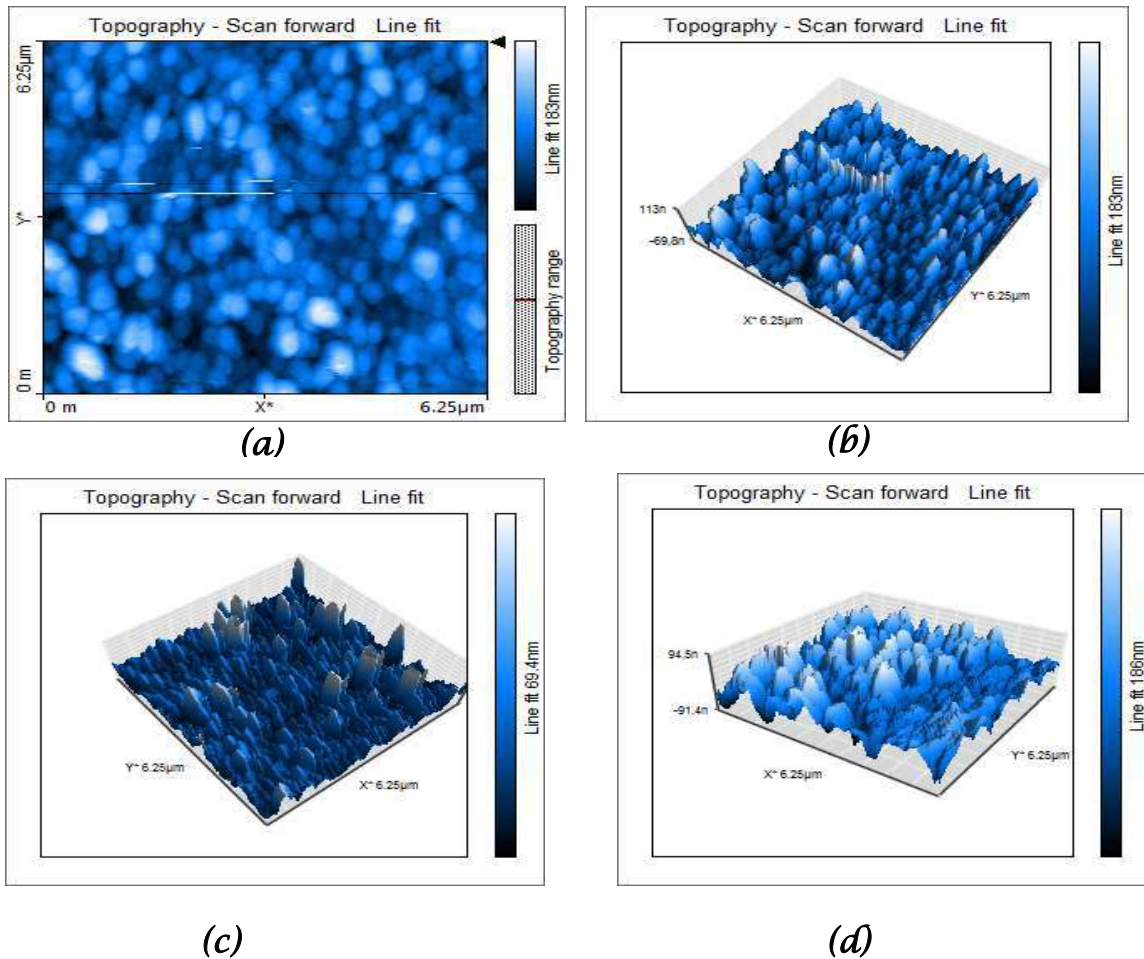 Topography - Scan forward Line fit
6.25µm
Y*
0 m
0 m
X*
6.25µm
Line fit 183nm
Topography range
(a)
Topography - Scan forward Line fit
113n
-69,8n
X* 6.25µm
Y* 6.25µm
Line fit 183nm
(b)
Topography - Scan forward Line fit
Y* 6.25µm
X* 6.25µm
Line fit 69.4nm
(c)
Topography - Scan forward Line fit
94,5n
-91,4n
X* 6.25µm
Y* 6.25µm
Line fit 186nm
(d)